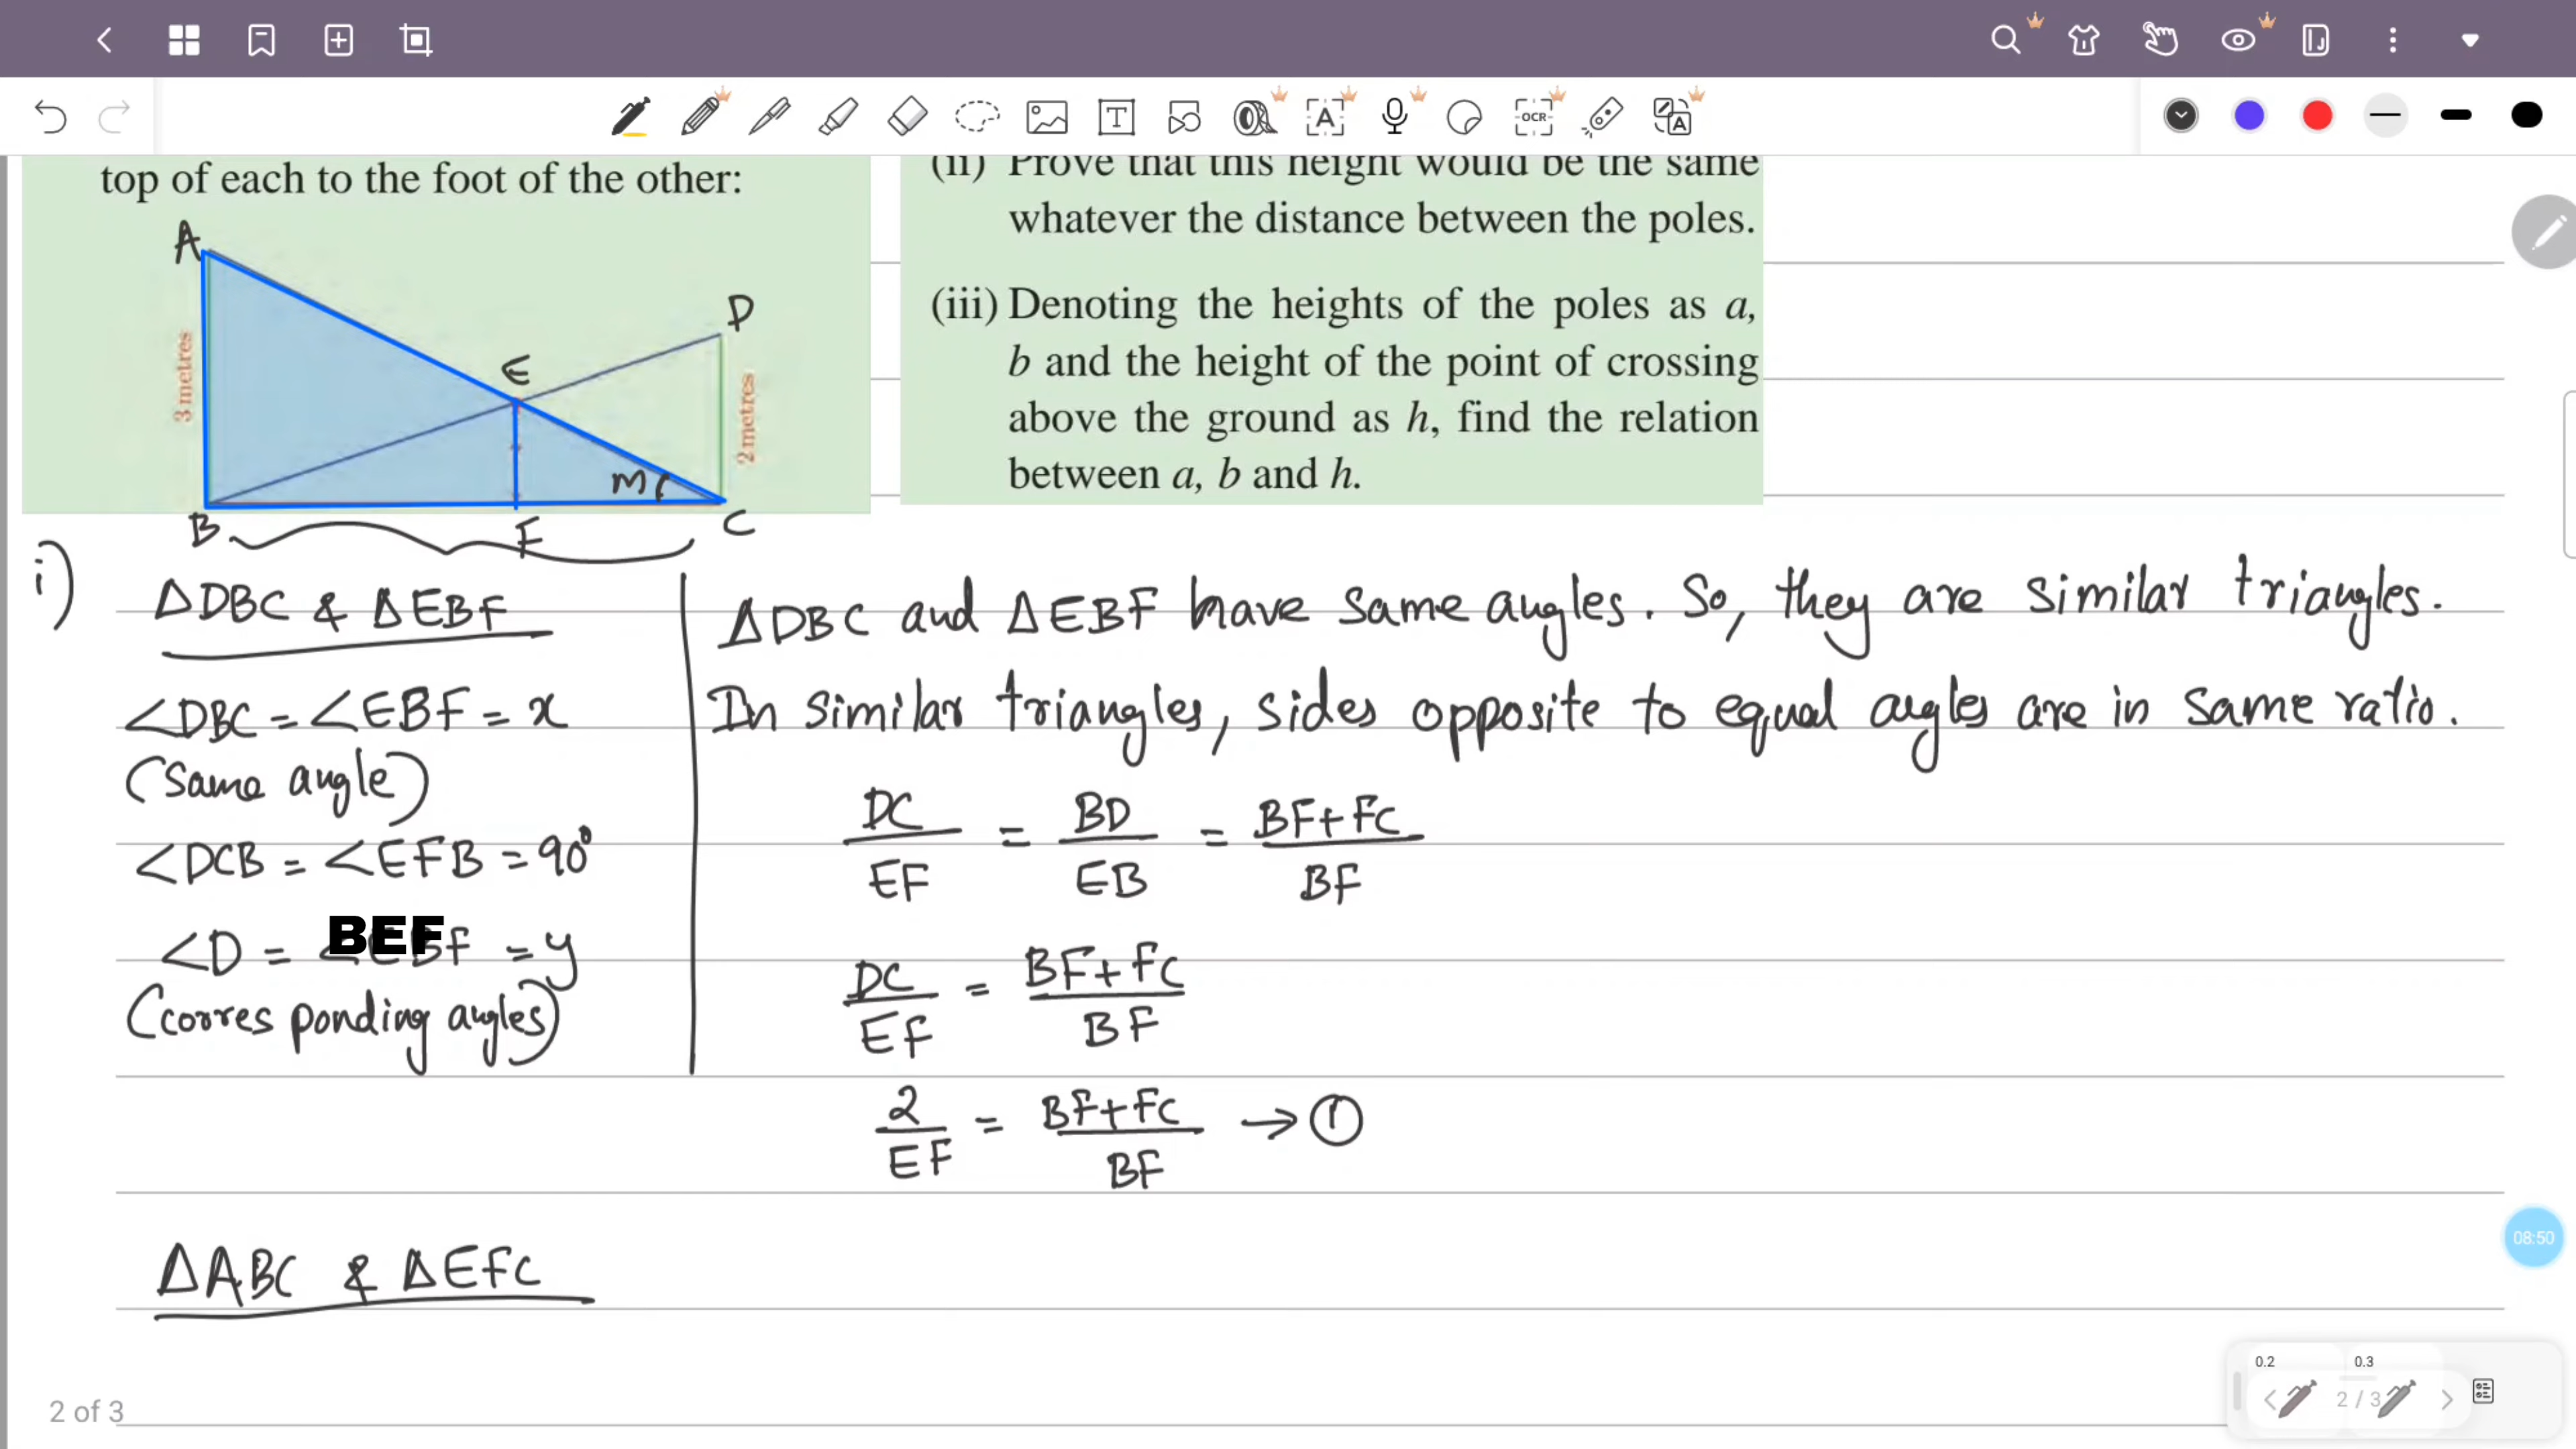 OCR
A
T
top of each to the foot of the other:
A
D
E
3 metres
2 metres
m
B
F
C
(ii) Prove that this height would be the same
whatever the distance between the poles.
(iii) Denoting the heights of the poles as a,
b and the height of the point of crossing
above the ground as h, find the relation
between a, b and h.
i)
ΔDBC & ΔEBF
∠DBC = ∠EBF = x
(Same angle)
∠DCB = ∠EFB = 90°
∠D = BEF = y
(corres ponding angles)
ΔDBC and ΔEBF have same angles. So, they are similar triangles.
In similar triangles, sides opposite to equal angles are in same ratio.
DC/EF = BD/EB = BF+FC/BF
DC/EF = BF+FC/BF
2/EF = BF+FC/BF → ①
ΔABC & ΔEFC
08:50
2 of 3
0.2 0.3
2 / 3